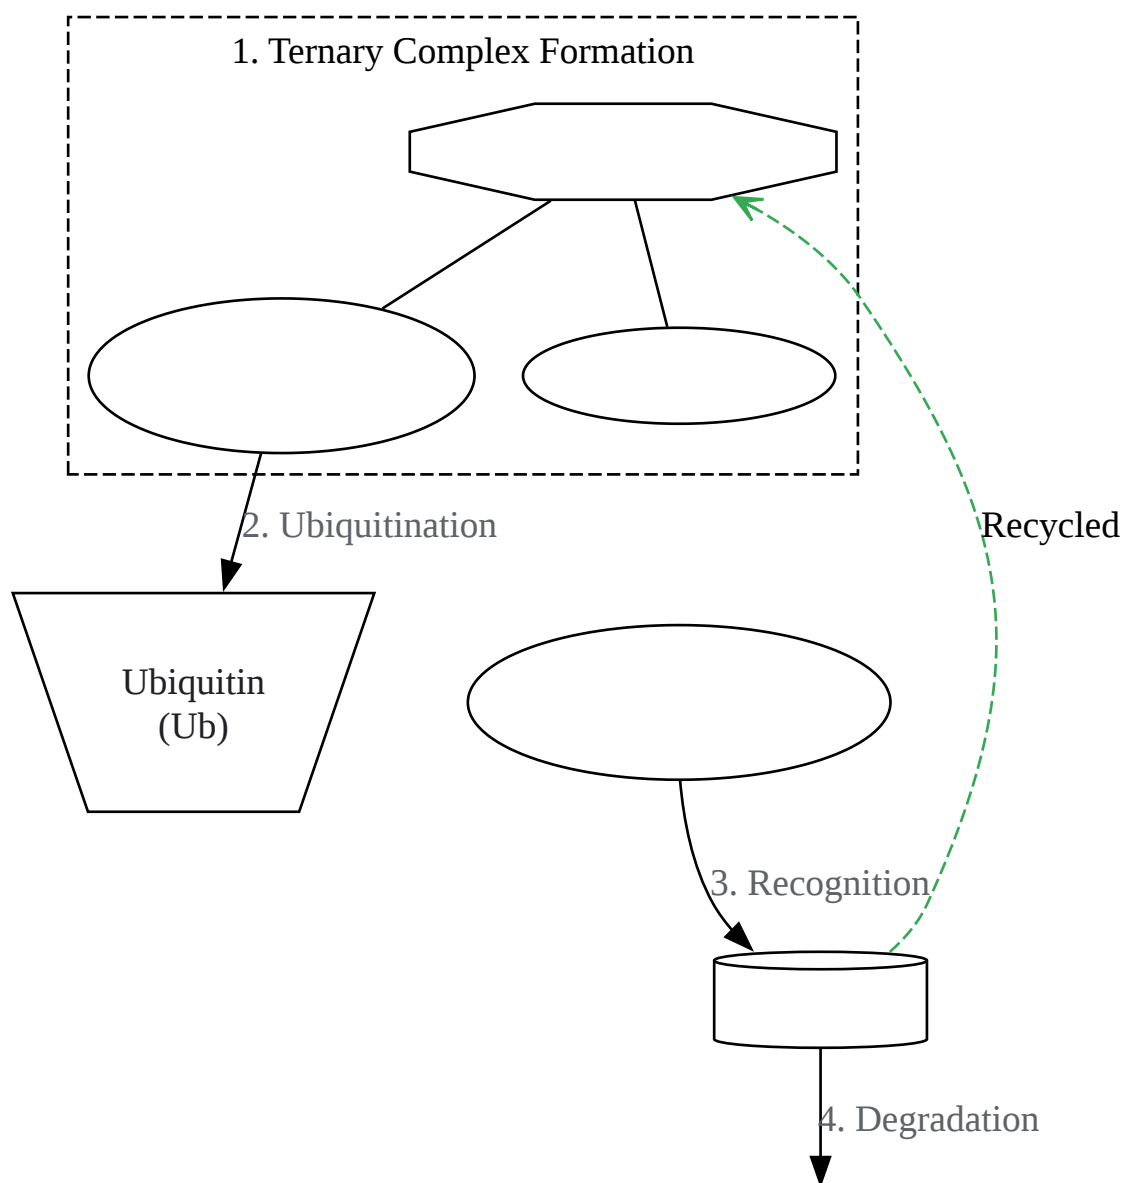 1. Ternary Complex Formation
2. Ubiquitination
Recycled
Ubiquitin
(Ub)
3. Recognition
4. Degradation